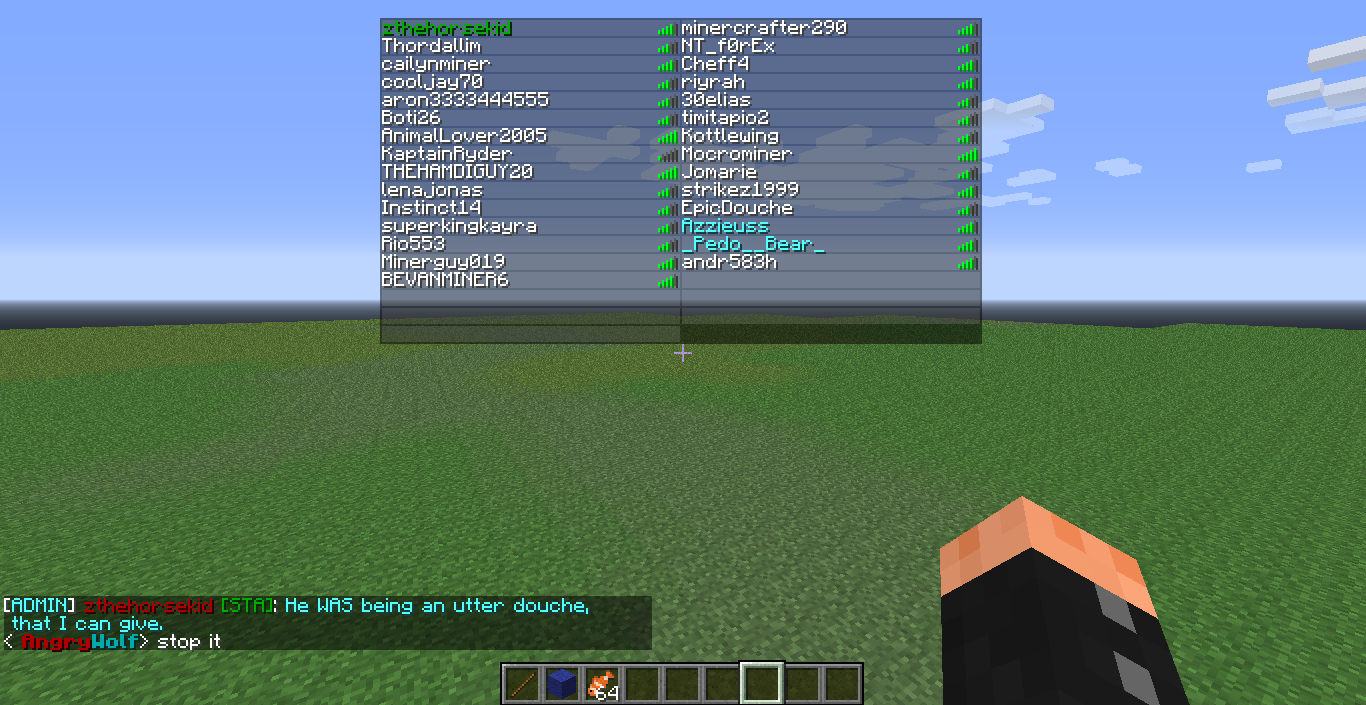 zthehorsekid
minercrafter290
Thordallim
NT_f0rEx
cailynminer
Cheff4
cooljay70
riyrah
aron3333444555
30elias
Boti26
timitapio2
AnimalLover2005
Kottlewing
KaptainRyder
Mocrominer
THEHAMDIGUY20
Jomarie
lenajonas
strikez1999
Instinct14
EpicDouche
superkingkayra
Azzieuss
Rio553
_Pedo__Bear_
Minerguy019
andr583h
BEVANMINER6
[ADMIN] zthehorsekid [STA]: He WAS being an utter douche,
that I can give.
< AngryWolf> stop it
64